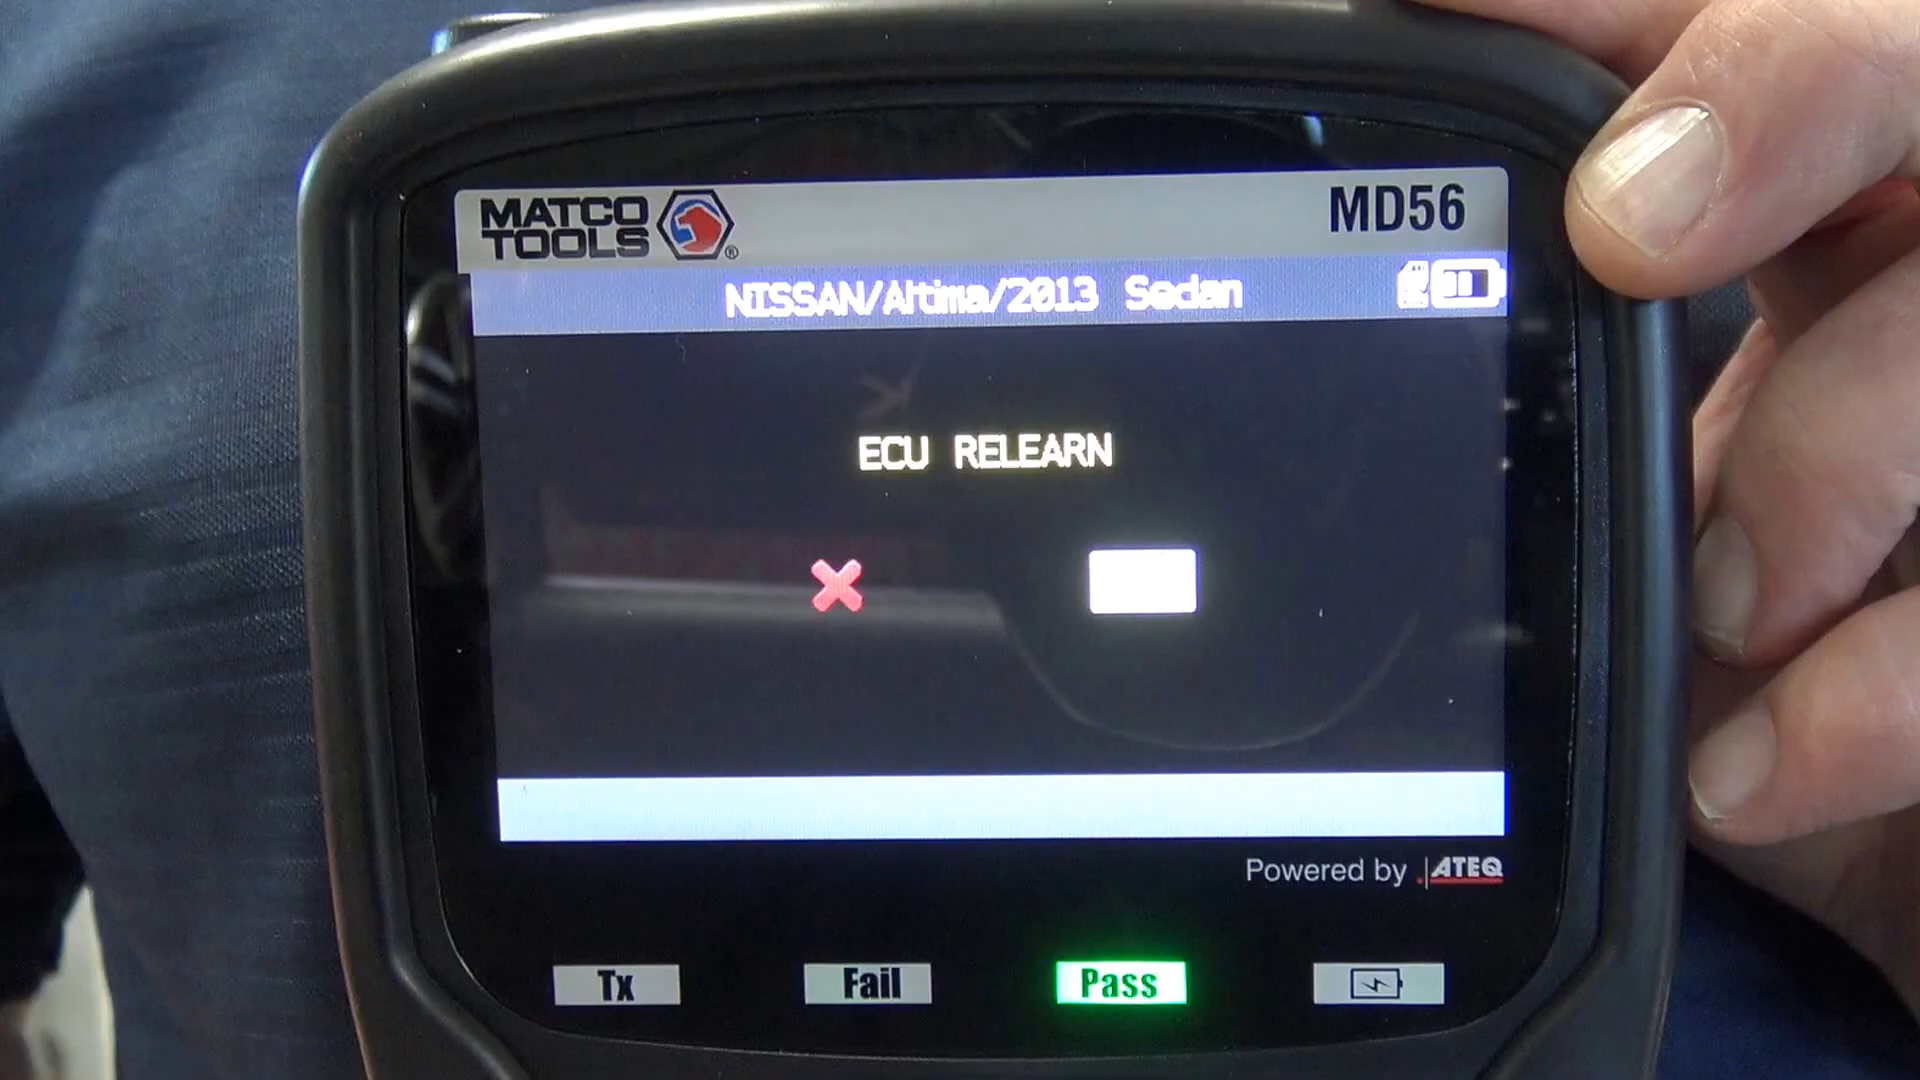 MATCO
TOOLS®
MD56
NISSAN/Altima/2013 Sedan
ECU RELEARN
Powered by ATEQ
Tx
Fail
Pass